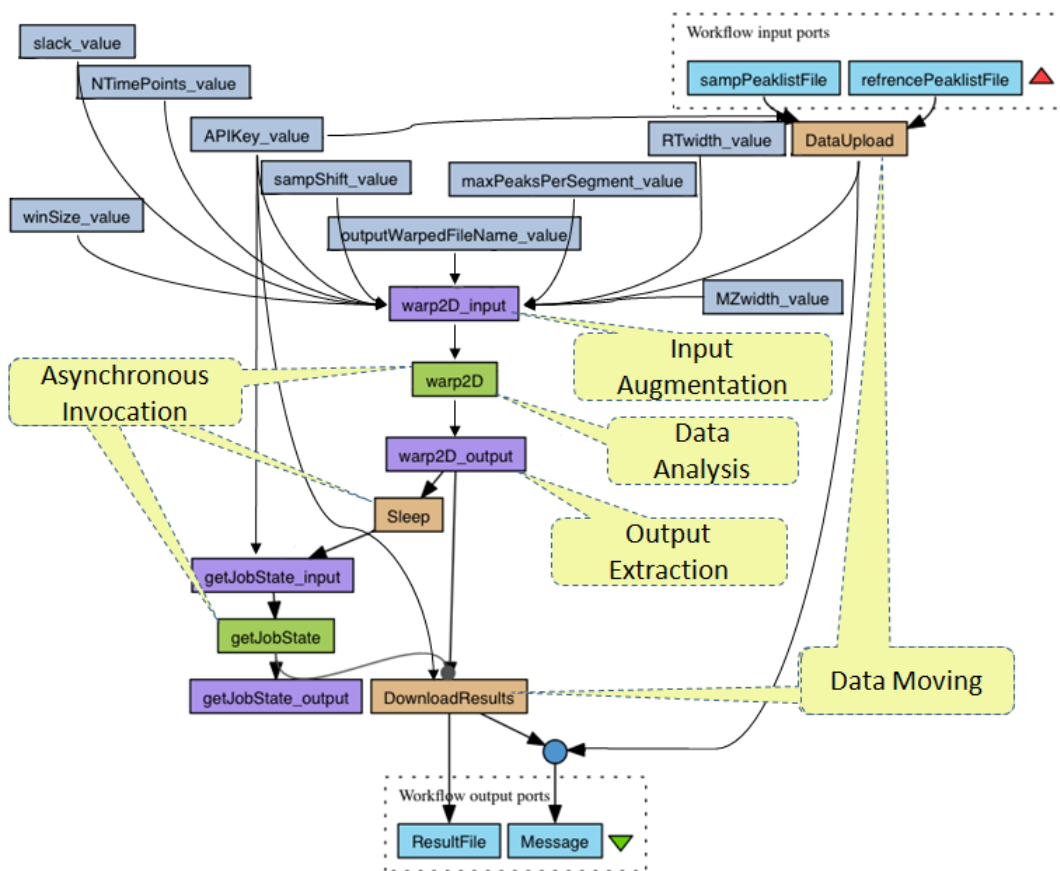 slack_value
Workflow input ports
NTimePoints_value
sampPeaklistFile
refrencePeaklistFile
APIKey_value
RTwidth_value
DataUpload
sampShift_value
maxPeaksPerSegment_value
winSize_value
outputWarpedFileName_value
warp2D_input
MZwidth_value
Input
Augmentation
Asynchronous
Invocation
warp2D
Data
Analysis
warp2D_output
Sleep
Output
Extraction
getJobState_input
getJobState
getJobState_output
DownloadResults
Data Moving
Workflow output ports
ResultFile
Message